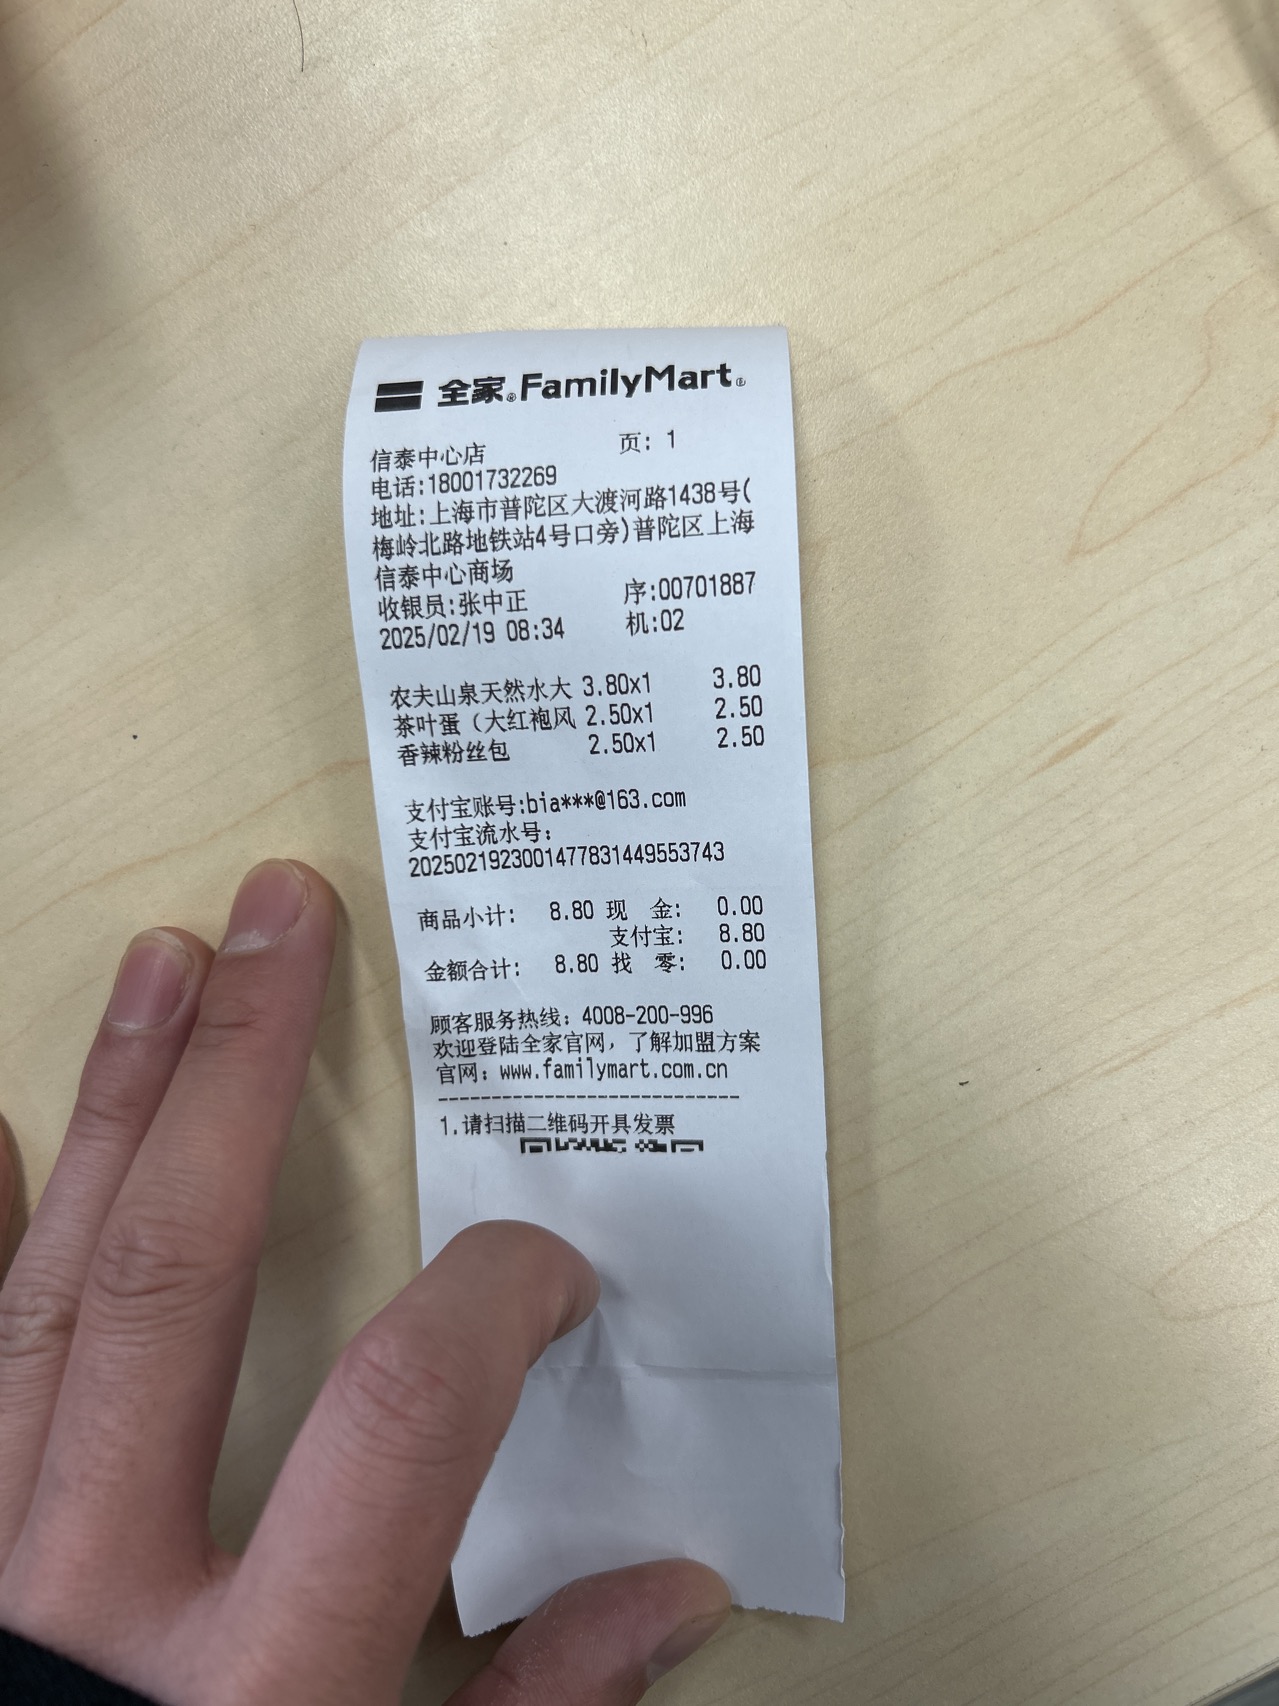 全家®FamilyMart®
信泰中心店 页: 1
电话:18001732269
地址:上海市普陀区大渡河路1438号(
梅岭北路地铁站4号口旁)普陀区上海
信泰中心商场
收银员:张中正 序:00701887
2025/02/19 08:34 机:02
农夫山泉天然水大 3.80x1 3.80
茶叶蛋（大红袍风 2.50x1 2.50
香辣粉丝包 2.50x1 2.50
支付宝账号:bia***@163.com
支付宝流水号:
2025021923001477831449553743
商品小计: 8.80 现 金: 0.00
支付宝: 8.80
金额合计: 8.80 找 零: 0.00
顾客服务热线: 4008-200-996
欢迎登陆全家官网，了解加盟方案
官网: www.familymart.com.cn
----------------------------
1.请扫描二维码开具发票